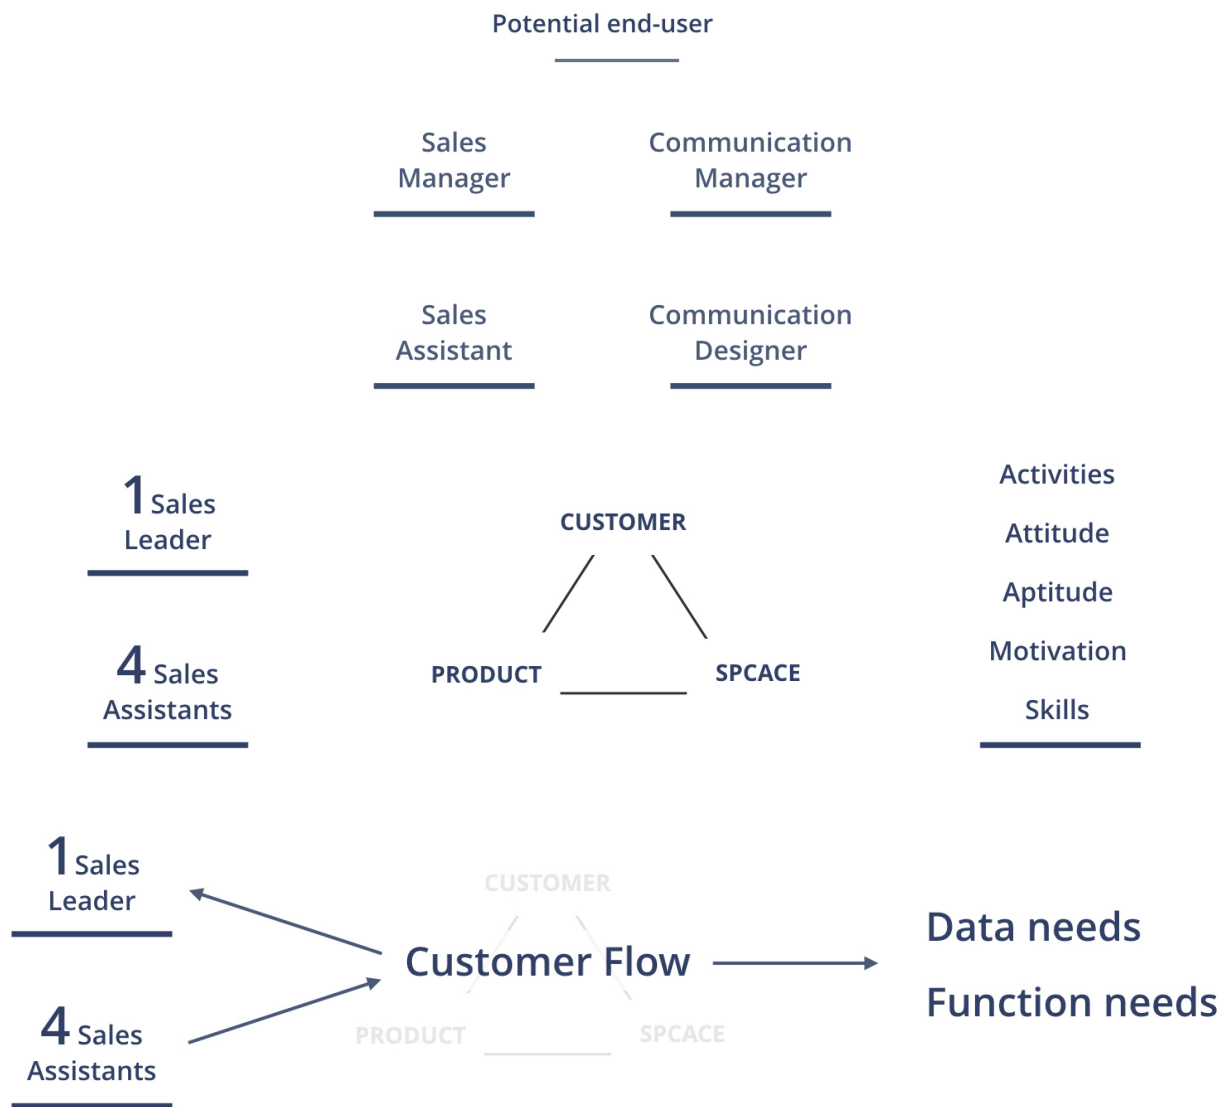 Potential end-user
Sales
Manager
Communication
Manager
Sales
Assistant
Communication
Designer
1 Sales
Leader
4 Sales
Assistants
CUSTOMER
PRODUCT
SPCACE
Activities
Attitude
Aptitude
Motivation
Skills
1 Sales
Leader
4 Sales
Assistants
CUSTOMER
Customer Flow
PRODUCT
SPCACE
Data needs
Function needs